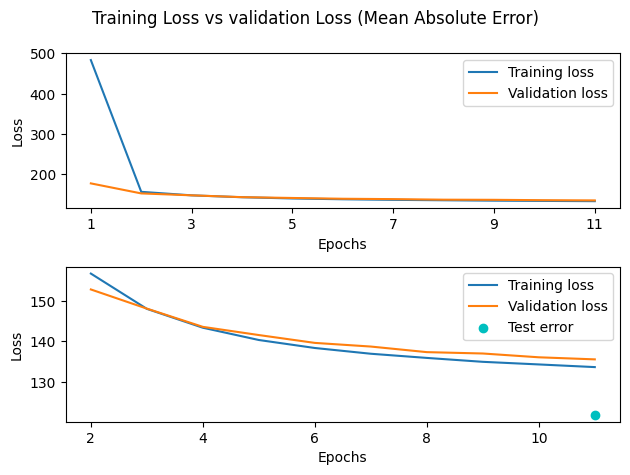 Training Loss vs validation Loss (Mean Absolute Error)
500
400
300
200
Loss
Training loss
Validation loss
1 3 5 7 9 11
Epochs
150
140
130
Loss
Training loss
Validation loss
Test error
2 4 6 8 10
Epochs